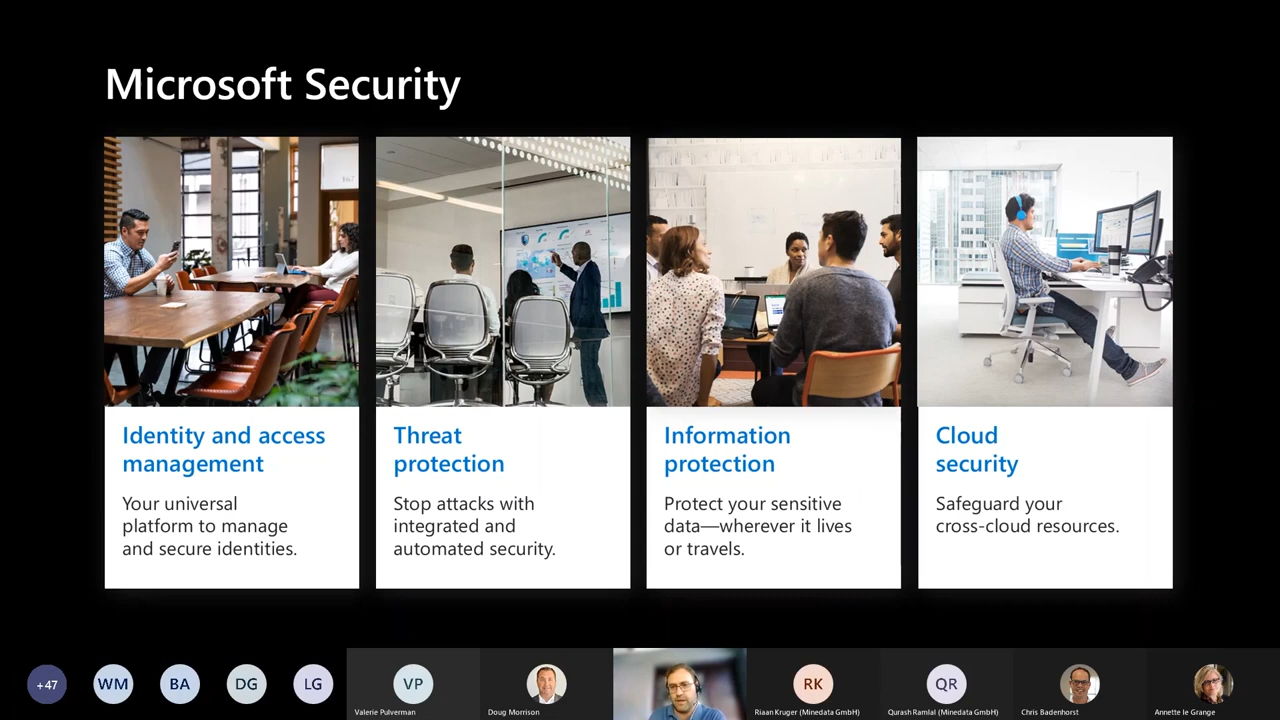 Microsoft Security
Identity and access
management
Your universal
platform to manage
and secure identities.
Threat
protection
Stop attacks with
integrated and
automated security.
Information
protection
Protect your sensitive
data—wherever it lives
or travels.
Cloud
security
Safeguard your
cross-cloud resources.
+47
WM
BA
DG
LG
VP
Valerie Pulverman
Doug Morrison
RK
Riaan Kruger (Minedata GmbH)
QR
Qurash Ramlal (Minedata GmbH)
Chris Badenhorst
Annette le Grange